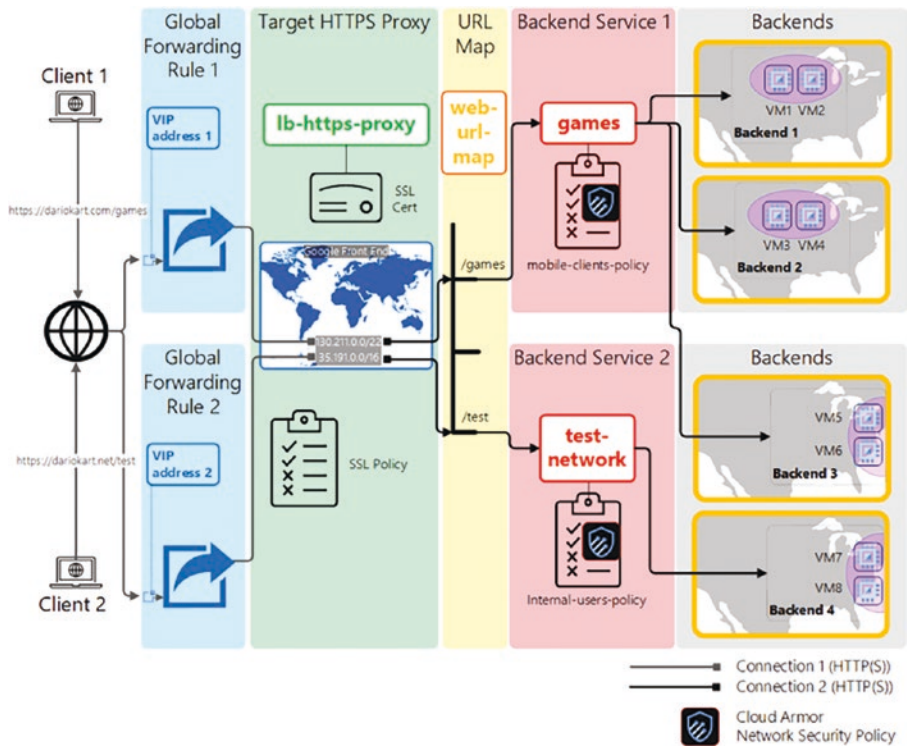 Global
Forwarding
Rule 1
Target HTTPS Proxy
URL
Map
Backend Service 1
Backends
Client 1
VIP
address 1
lb-https-proxy
web-
url-
map
games
VM1 VM2
Backend 1
SSL
Cert
https://dariokart.com/games
Google Front End
/games
mobile-clients-policy
VM3 VM4
Backend 2
130.211.0.0/22
35.191.0.0/16
Global
Forwarding
Rule 2
Backend Service 2
Backends
/test
VM5
VM6
Backend 3
https://dariokart.net/test
VIP
address 2
SSL Policy
test-
network
VM7
VM8
Backend 4
Internal-users-policy
Client 2
Connection 1 (HTTP(S))
Connection 2 (HTTP(S))
Cloud Armor
Network Security Policy